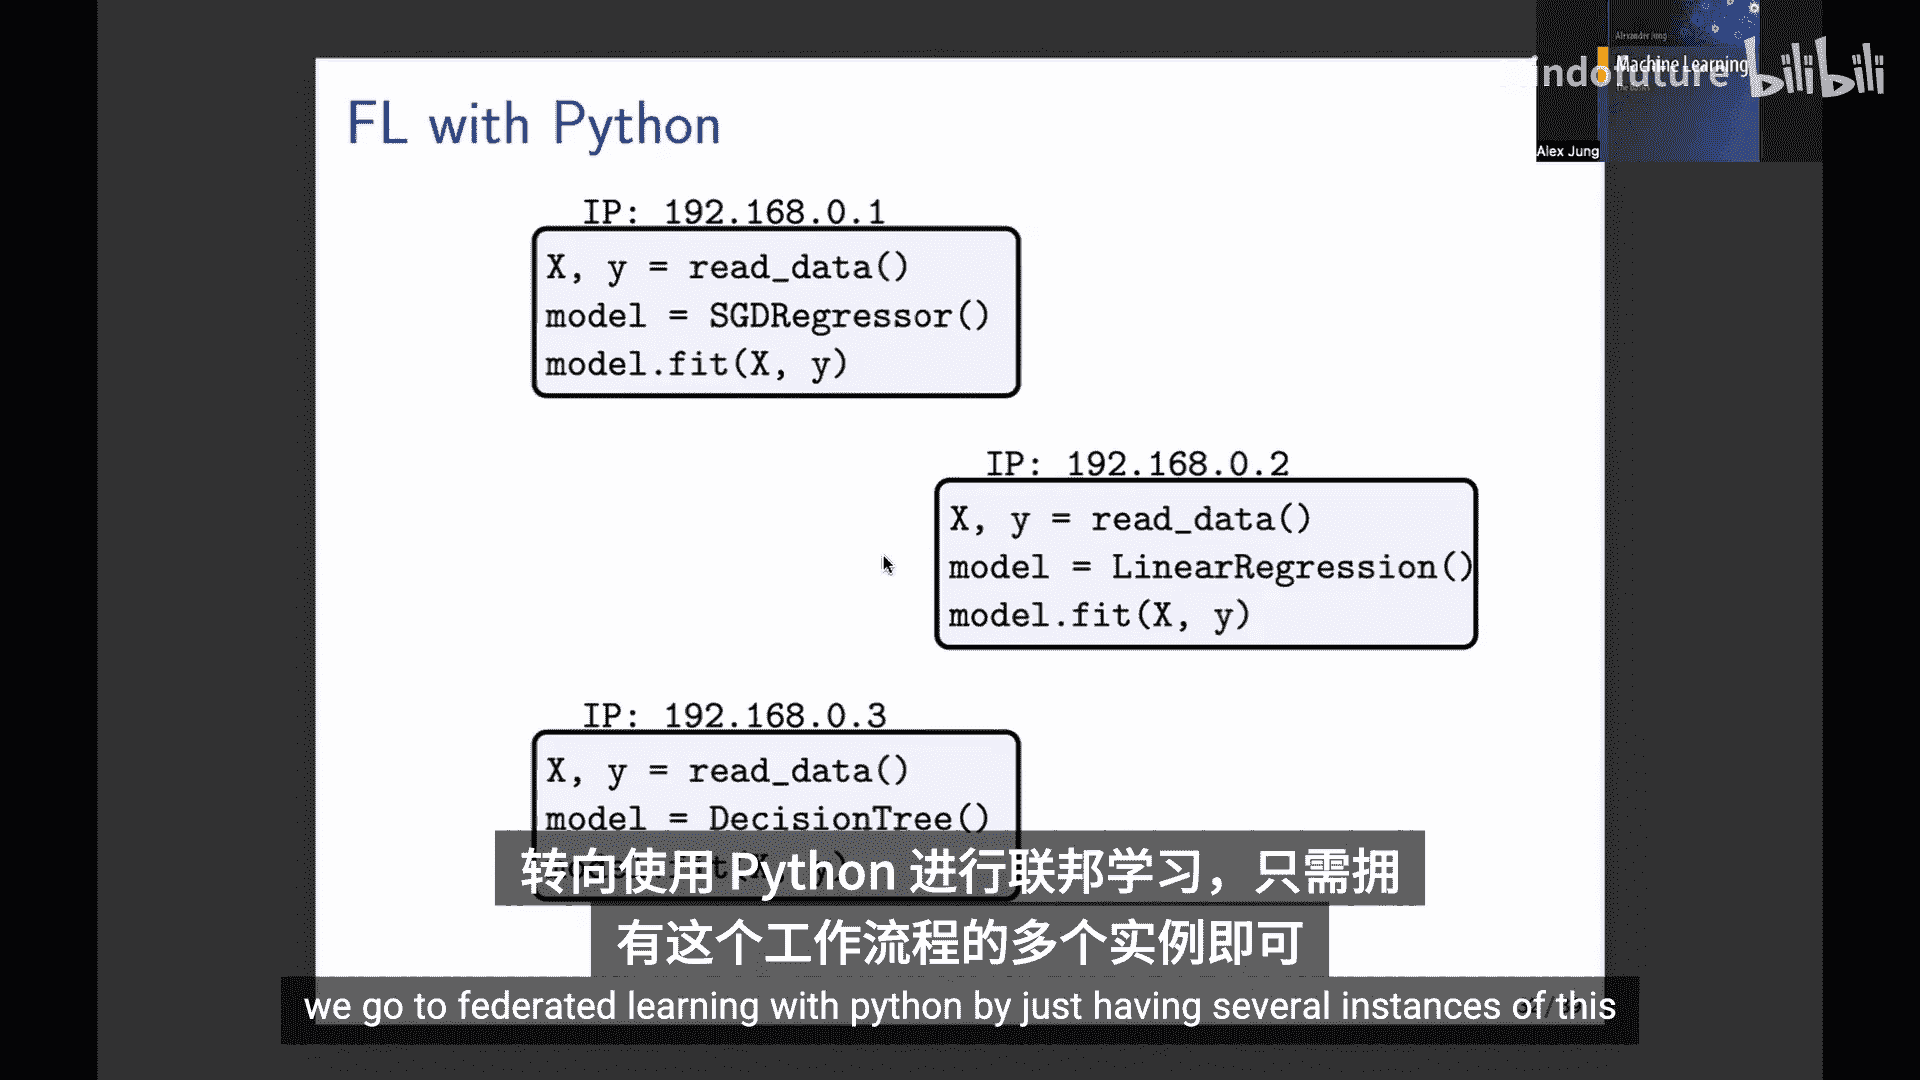 Alexander Jung
Machine Learning
indofuture bilibili
Alex Jung
FL with Python
IP: 192.168.0.1
X, y = read_data()
model = SGDRegressor()
model.fit(X, y)
IP: 192.168.0.2
X, y = read_data()
model = LinearRegression()
model.fit(X, y)
IP: 192.168.0.3
X, y = read_data()
model = DecisionTree()
转向使用 Python 进行联邦学习，只需拥
有这个工作流程的多个实例即可
we go to federated learning with python by just having several instances of this